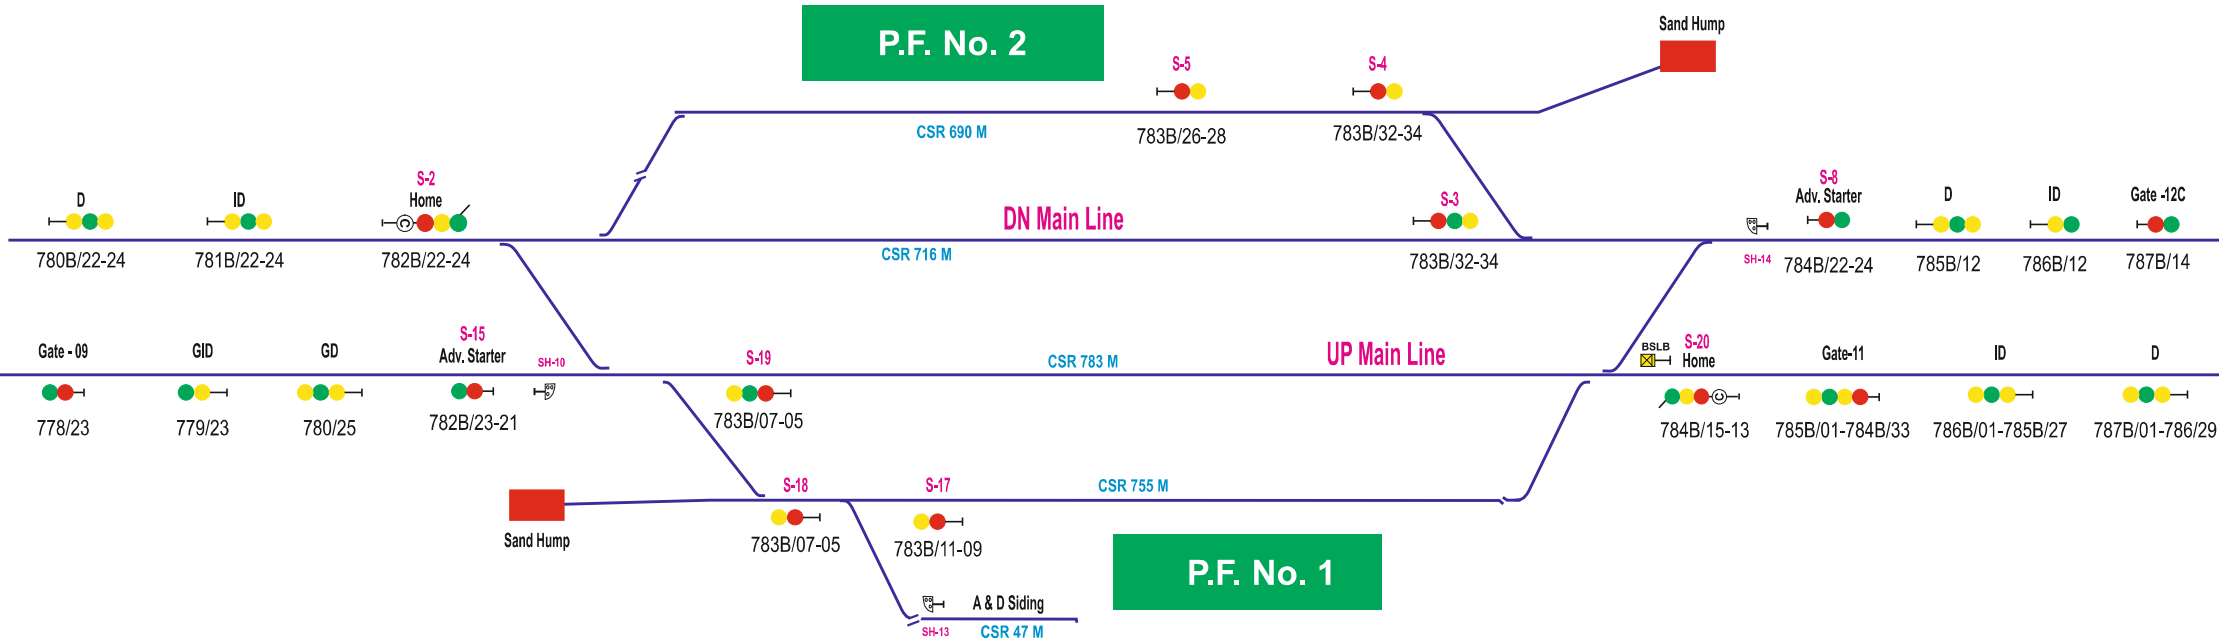 P.F. No. 2
Sand Hump
S-5
S-4
CSR 690 M
783B/26-28
783B/32-34
D
ID
S-2
Home
DN Main Line
S-3
S-8
Adv. Starter
D
ID
Gate -12C
780B/22-24
781B/22-24
782B/22-24
CSR 716 M
783B/32-34
SH-14
784B/22-24
785B/12
786B/12
787B/14
Gate - 09
GID
GD
S-15
Adv. Starter
SH-10
S-19
CSR 783 M
UP Main Line
BSLB
S-20
Home
Gate-11
ID
D
778/23
779/23
780/25
782B/23-21
783B/07-05
784B/15-13
785B/01-784B/33
786B/01-785B/27
787B/01-786/29
S-18
S-17
CSR 755 M
Sand Hump
783B/07-05
783B/11-09
P.F. No. 1
A & D Siding
SH-13
CSR 47 M